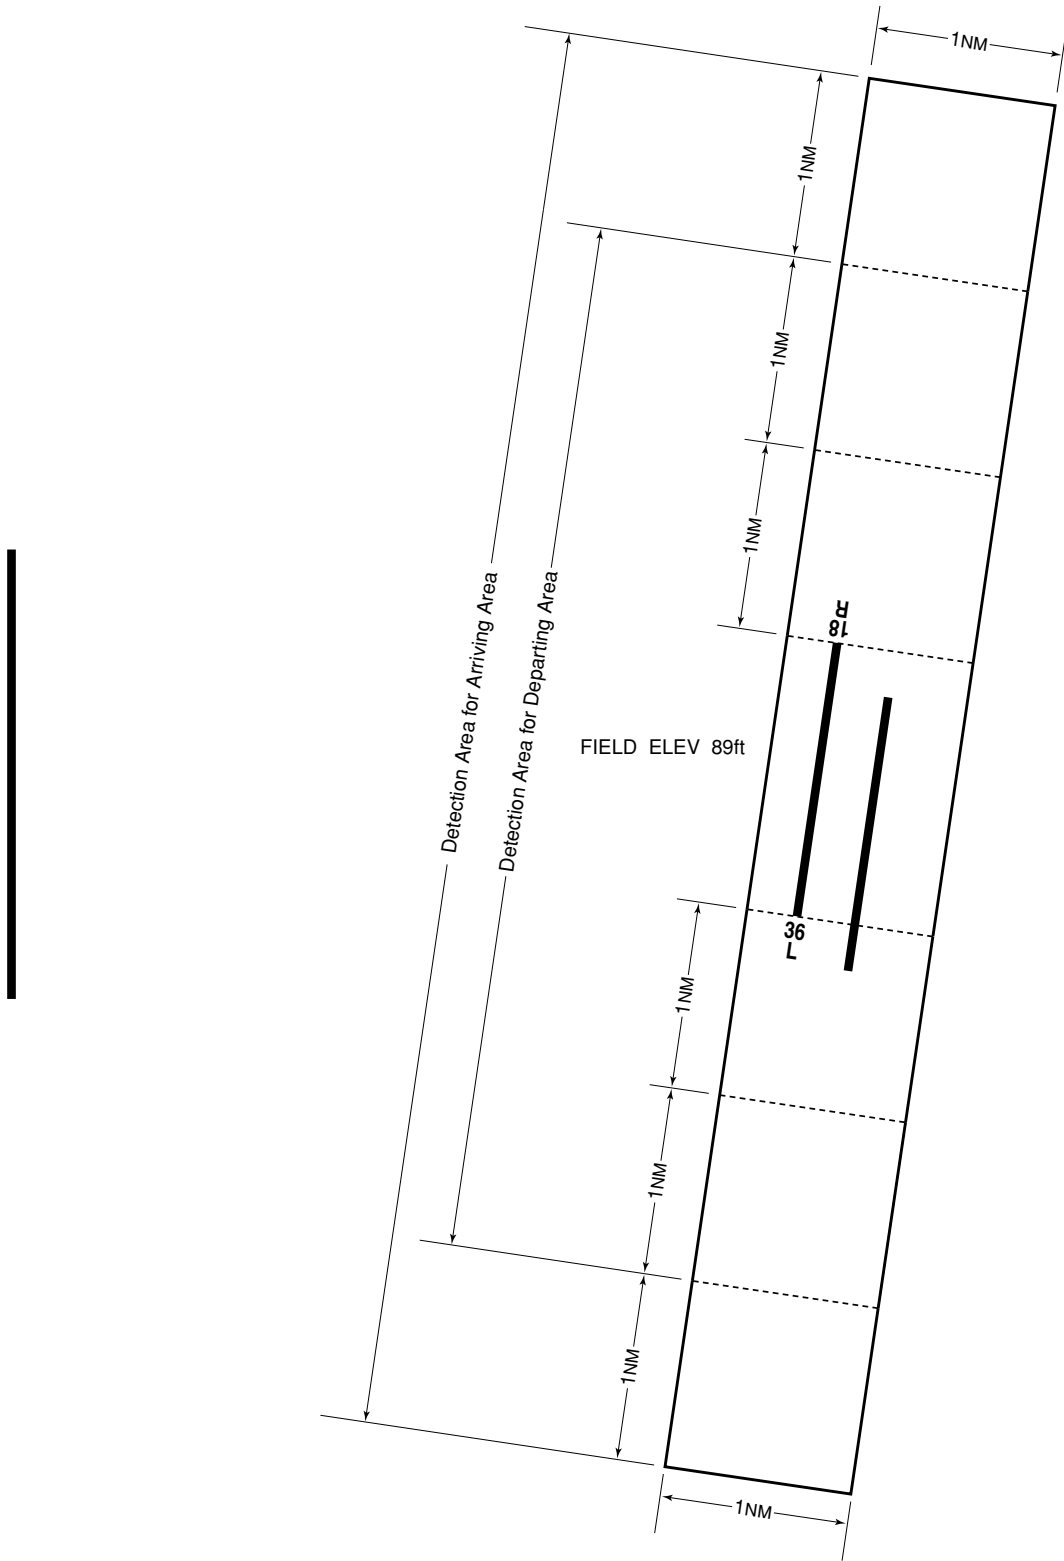 1NM
1NM
1NM
1NM
Detection Area for Arriving Area
Detection Area for Departing Area
18
R
FIELD ELEV 89ft
36
L
1NM
1NM
1NM
1NM